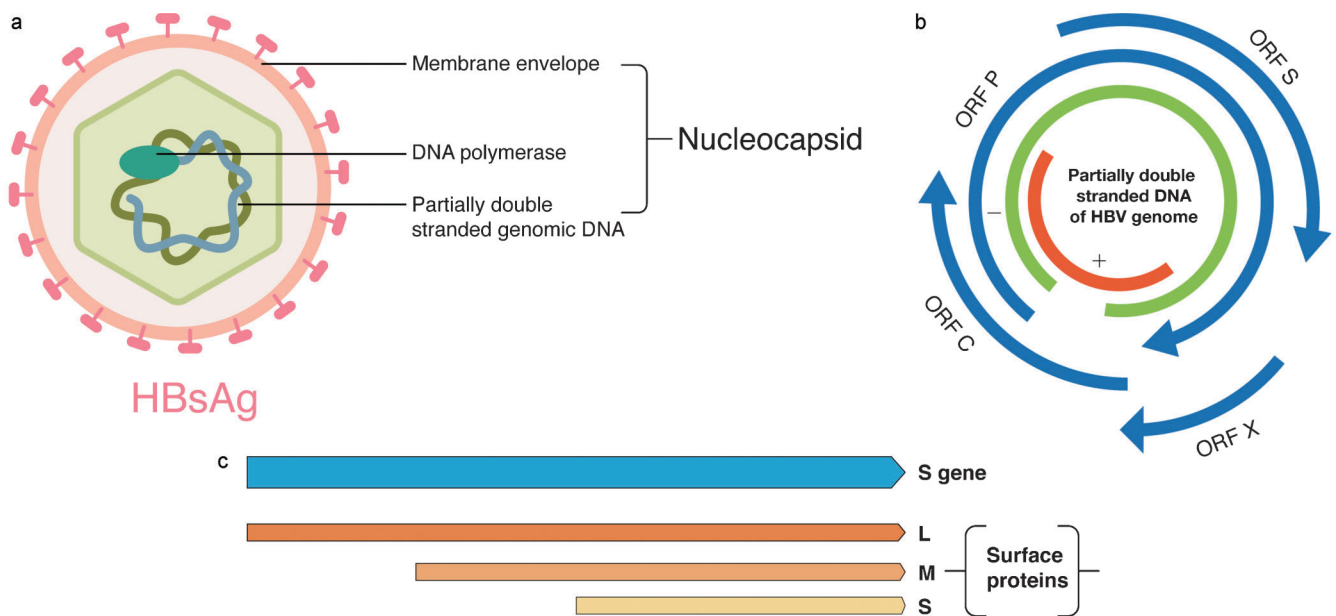 a
Membrane envelope
DNA polymerase
Partially double
stranded genomic DNA
Nucleocapsid
HBsAg
b
ORF S
ORF P
ORF C
ORF X
Partially double
stranded DNA
of HBV genome
−
+
c
S gene
L
M
S
Surface
proteins